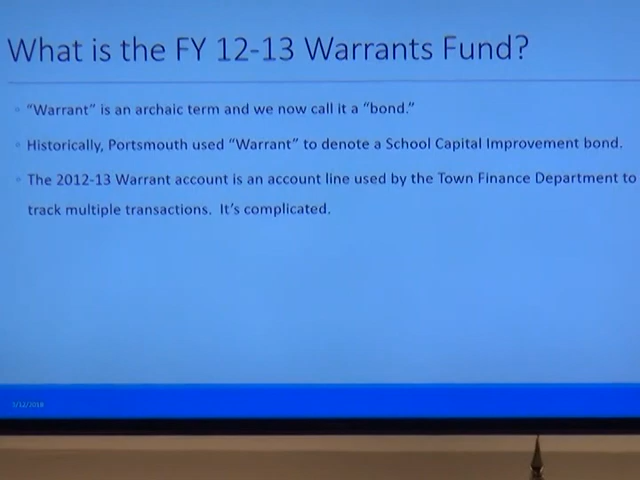 What is the FY 12-13 Warrants Fund?
“Warrant” is an archaic term and we now call it a “bond.”
Historically, Portsmouth used “Warrant” to denote a School Capital Improvement bond.
The 2012-13 Warrant account is an account line used by the Town Finance Department to
track multiple transactions.  It’s complicated.